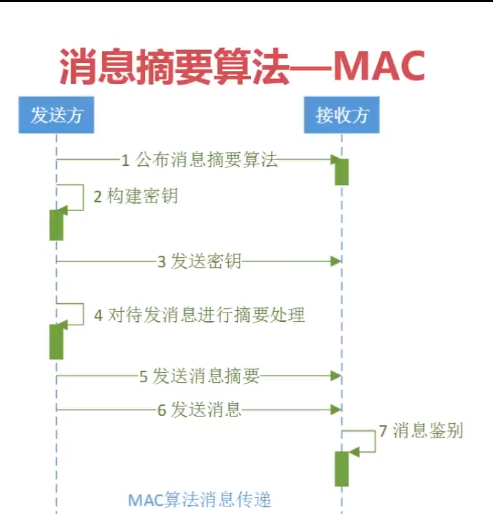 消息摘要算法—MAC
发送方
接收方
1 公布消息摘要算法
2 构建密钥
3 发送密钥
4 对待发消息进行摘要处理
5 发送消息摘要
6 发送消息
7 消息鉴别
MAC算法消息传递